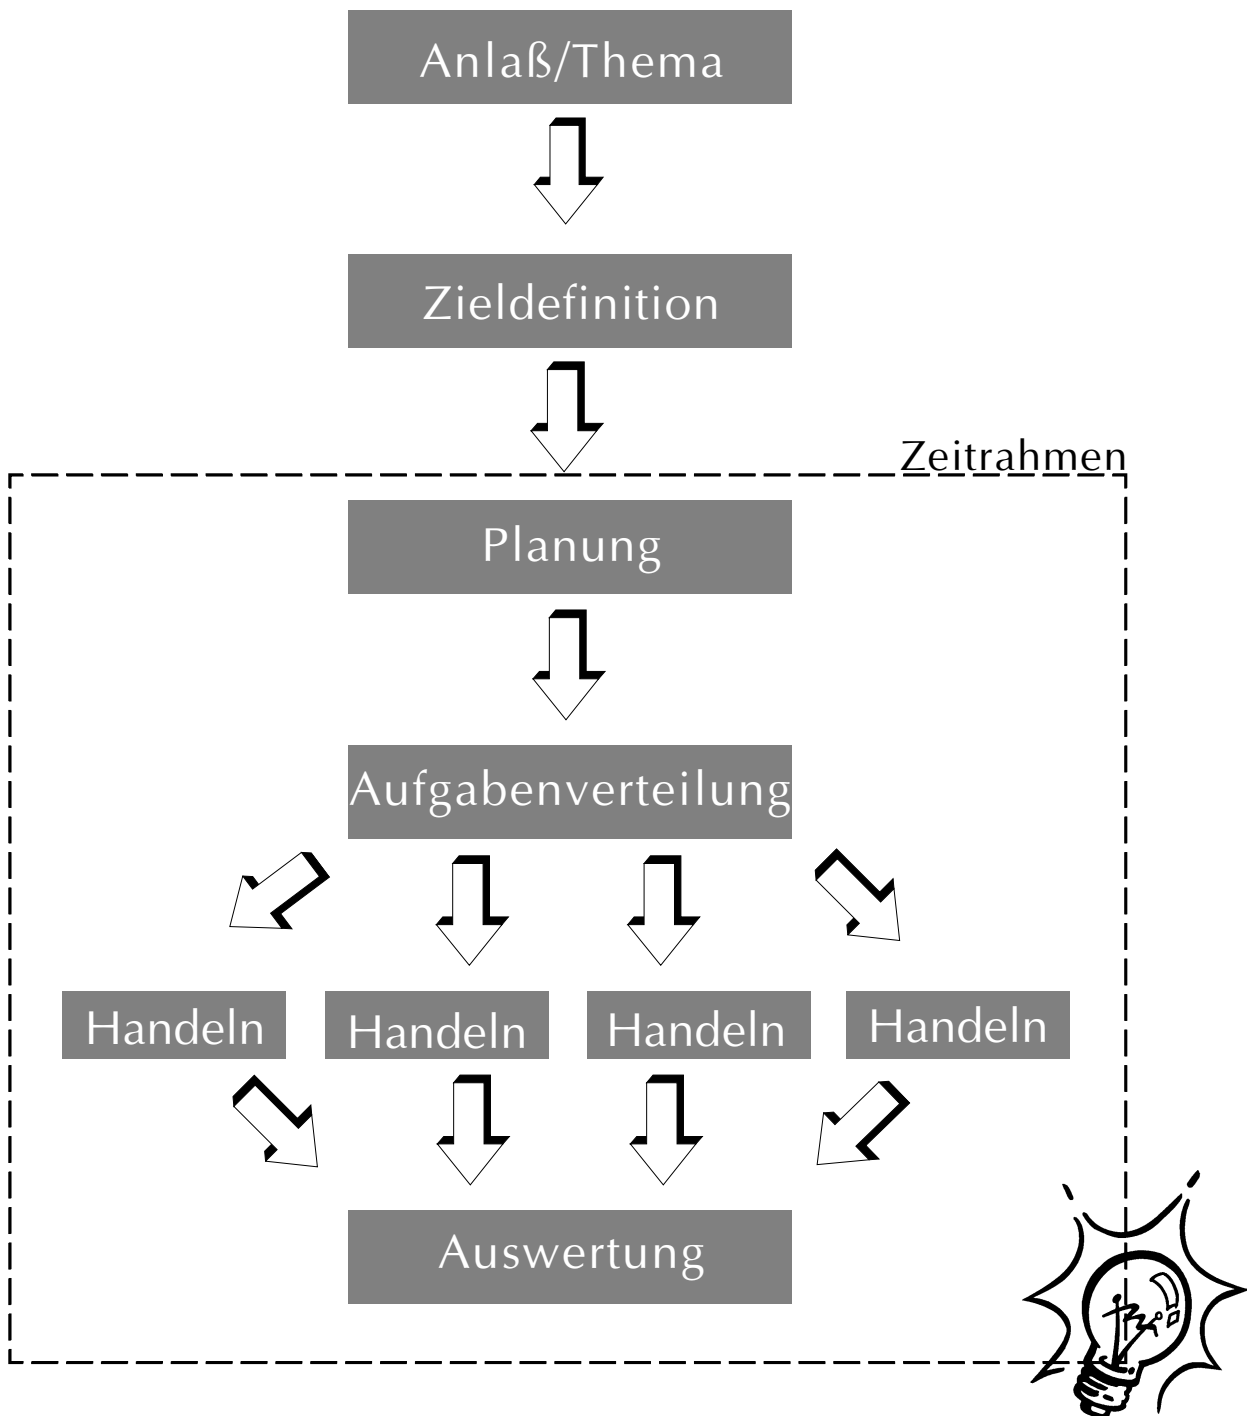 Anlaß/Thema
Zieldefinition
Zeitrahmen
Planung
Aufgabenverteilung
Handeln
Handeln
Handeln
Handeln
Auswertung